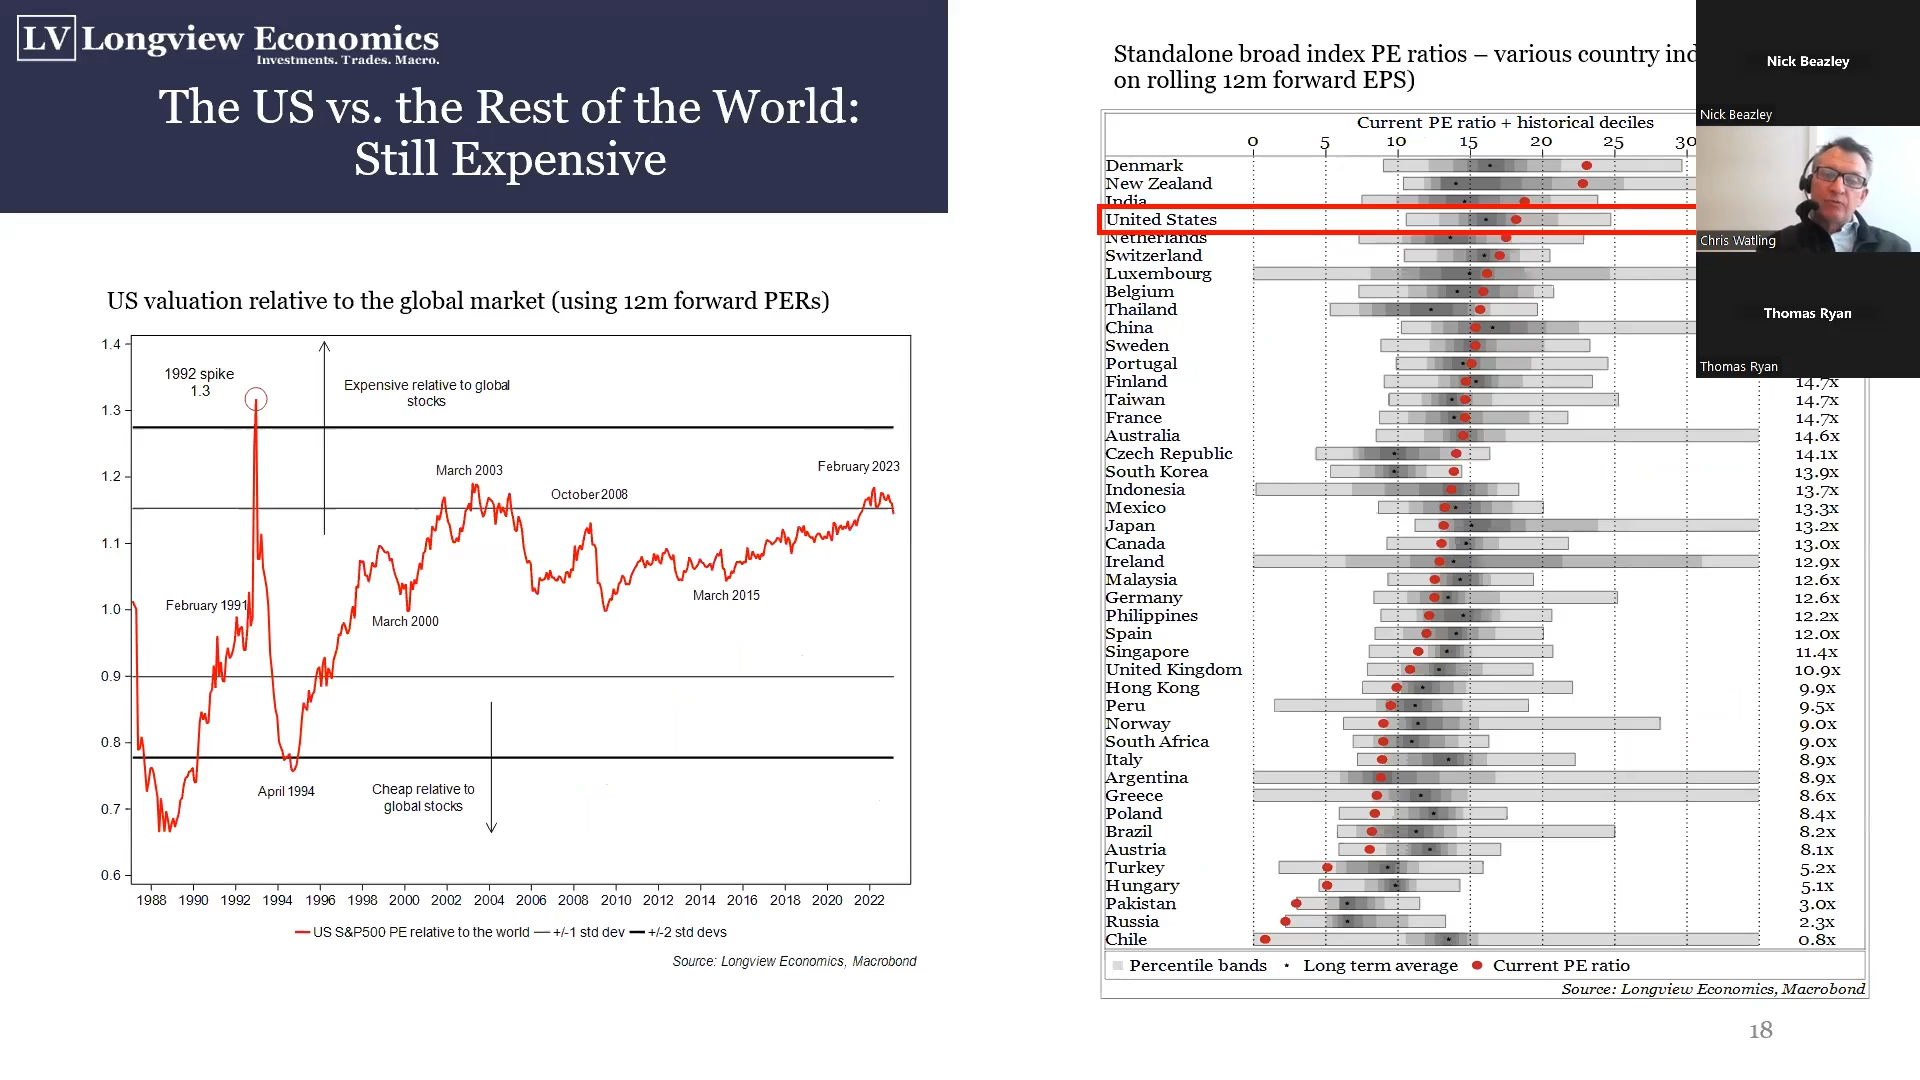 LV Longview Economics
Investments. Trades. Macro.
The US vs. the Rest of the World:
Still Expensive
US valuation relative to the global market (using 12m forward PERs)
1.4
1.3
1.2
1.1
1.0
0.9
0.8
0.7
0.6
1992 spike
1.3
Expensive relative to global
stocks
March 2003
October 2008
February 2023
February 1991
March 2000
March 2015
April 1994
Cheap relative to
global stocks
1988 1990 1992 1994 1996 1998 2000 2002 2004 2006 2008 2010 2012 2014 2016 2018 2020 2022
US S&P500 PE relative to the world +/-1 std dev +/-2 std devs
Source: Longview Economics, Macrobond
Standalone broad index PE ratios – various country
on rolling 12m forward EPS)
Current PE ratio + historical deciles
0 5 10 15 20 25 30
Denmark
New Zealand
India
United States
Netherlands
Switzerland
Luxembourg
Belgium
Thailand
China
Sweden
Portugal
Finland 14.7x
Taiwan 14.7x
France 14.7x
Australia 14.6x
Czech Republic 14.1x
South Korea 13.9x
Indonesia 13.7x
Mexico 13.3x
Japan 13.2x
Canada 13.0x
Ireland 12.9x
Malaysia 12.6x
Germany 12.6x
Philippines 12.2x
Spain 12.0x
Singapore 11.4x
United Kingdom 10.9x
Hong Kong 9.9x
Peru 9.5x
Norway 9.0x
South Africa 9.0x
Italy 8.9x
Argentina 8.9x
Greece 8.6x
Poland 8.4x
Brazil 8.2x
Austria 8.1x
Turkey 5.2x
Hungary 5.1x
Pakistan 3.0x
Russia 2.3x
Chile 0.8x
Percentile bands Long term average Current PE ratio
Source: Longview Economics, Macrobond
18
Nick Beazley
Nick Beazley
Chris Watling
Thomas Ryan
Thomas Ryan